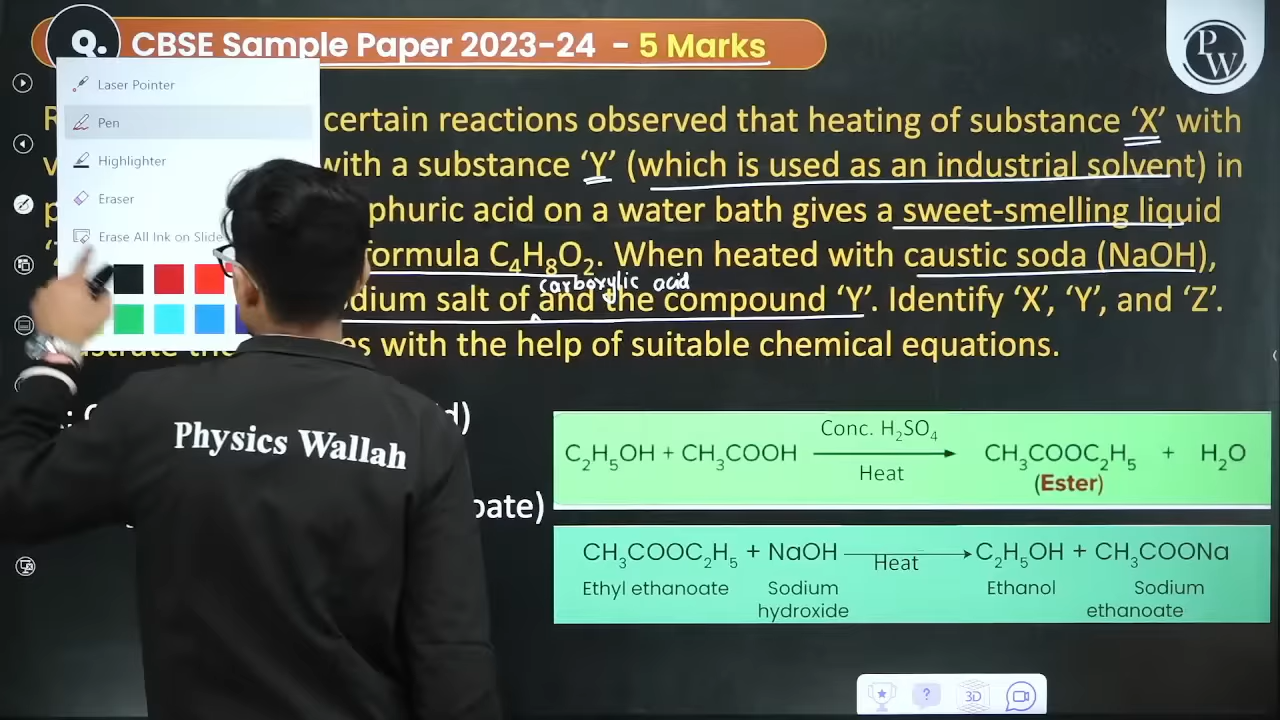 Q.
CBSE Sample Paper 2023-24 - 5 Marks
P
W
Laser Pointer
Pen
Highlighter
Eraser
Erase All Ink on Slide
certain reactions observed that heating of substance ‘X’ with
with a substance ‘Y’ (which is used as an industrial solvent) in
phuric acid on a water bath gives a sweet-smelling liquid
formula C₄H₈O₂. When heated with caustic soda (NaOH),
carboxylic acid
dium salt of and the compound ‘Y’. Identify ‘X’, ‘Y’, and ‘Z’.
with the help of suitable chemical equations.
Conc. H₂SO₄
C₂H₅OH + CH₃COOH → CH₃COOC₂H₅ + H₂O
Heat
(Ester)
oate)
CH₃COOC₂H₅ + NaOH → C₂H₅OH + CH₃COONa
Heat
Ethyl ethanoate Sodium hydroxide Ethanol Sodium ethanoate
Physics Wallah
?
3D